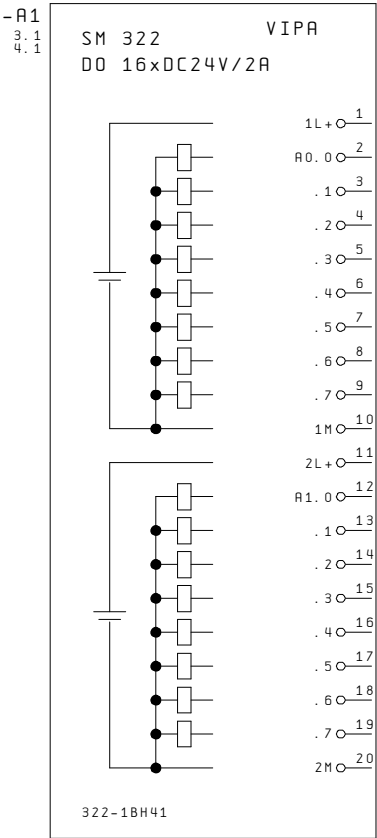 -A1
3.1
4.1
VIPA
SM 322
DO 16xDC24V/2A
1L+ 1
A0.0 2
.1 3
.2 4
.3 5
.4 6
.5 7
.6 8
.7 9
1M 10
2L+ 11
A1.0 12
.1 13
.2 14
.3 15
.4 16
.5 17
.6 18
.7 19
2M 20
322-1BH41